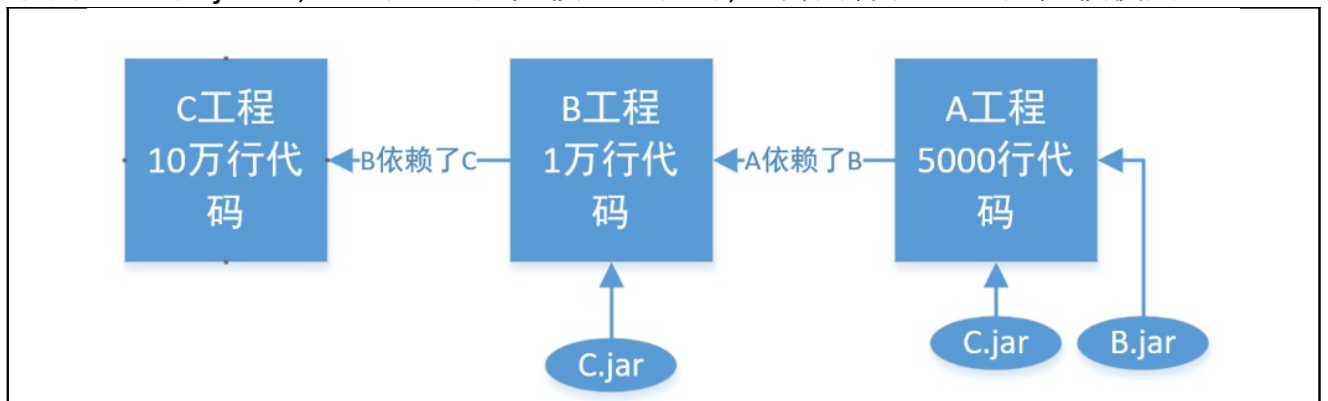 C工程
10万行代
码
B依赖了C
B工程
1万行代
码
A依赖了B
A工程
5000行代
码
C.jar
C.jar
B.jar